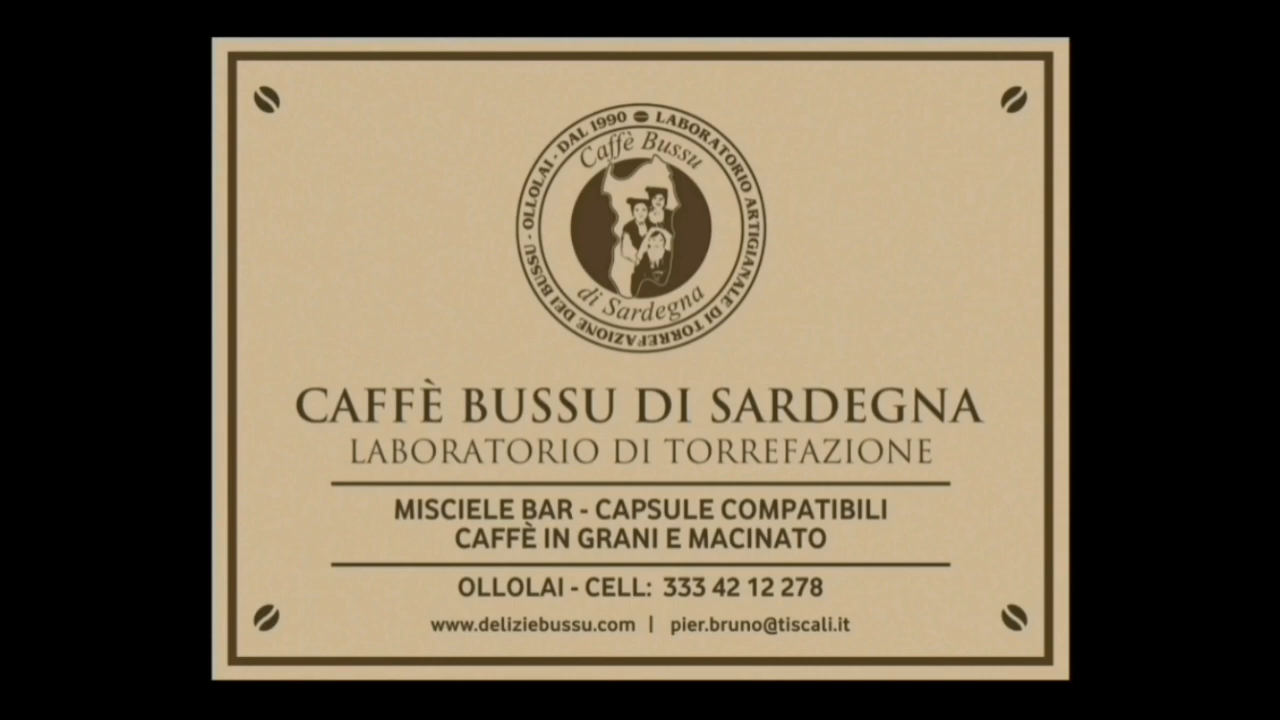 LABORATORIO ARTIGIANALE DI TORREFAZIONE DEI BUSSU - OLLOLAI - DAL 1990
Caffè Bussu
di Sardegna
CAFFÈ BUSSU DI SARDEGNA
LABORATORIO DI TORREFAZIONE
MISCIELE BAR - CAPSULE COMPATIBILI
CAFFÈ IN GRANI E MACINATO
OLLOLAI - CELL: 333 42 12 278
www.deliziebussu.com | pier.bruno@tiscali.it